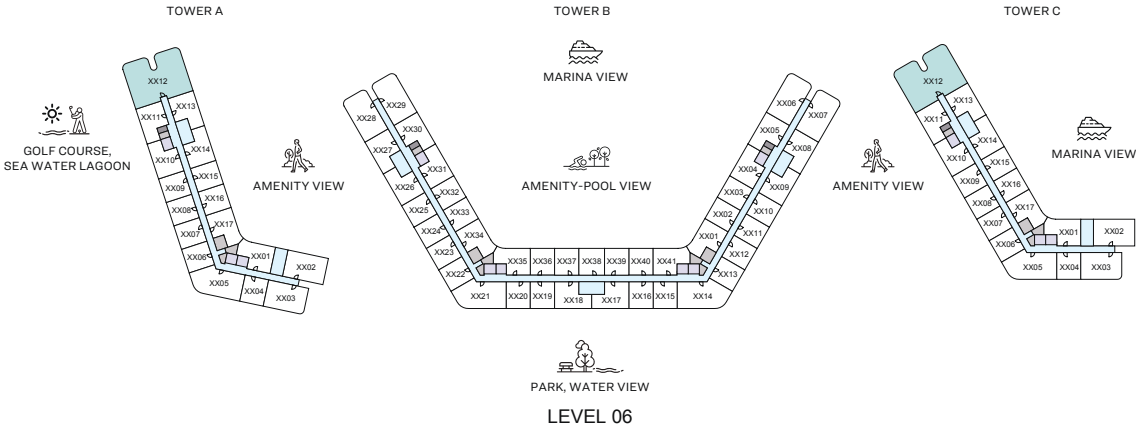 TOWER A
TOWER B
TOWER C
MARINA VIEW
GOLF COURSE,
SEA WATER LAGOON
AMENITY VIEW
AMENITY-POOL VIEW
AMENITY VIEW
MARINA VIEW
XX12
XX13
XX11
XX14
XX10
XX15
XX09
XX16
XX08
XX17
XX07
XX06
XX01
XX02
XX05
XX04
XX03
XX29
XX28
XX30
XX27
XX31
XX26
XX32
XX25
XX33
XX24
XX34
XX23
XX22
XX35
XX36
XX37
XX38
XX39
XX40
XX41
XX21
XX20
XX19
XX18
XX17
XX16
XX15
XX14
XX06
XX07
XX05
XX08
XX04
XX09
XX03
XX10
XX02
XX11
XX01
XX12
XX13
XX12
XX13
XX11
XX14
XX10
XX15
XX09
XX16
XX08
XX17
XX07
XX06
XX01
XX02
XX05
XX04
XX03
PARK, WATER VIEW
LEVEL 06